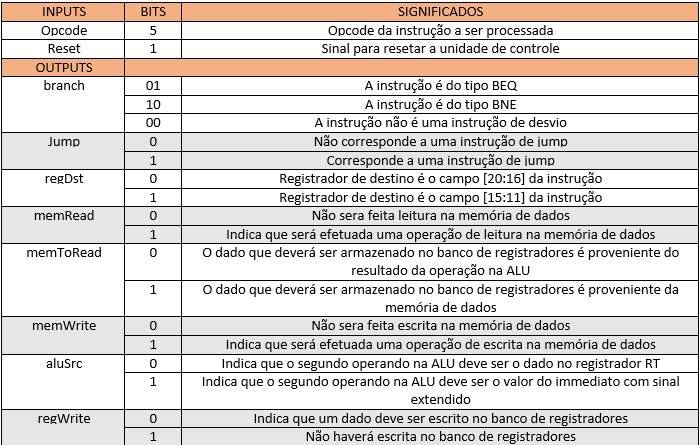 INPUTS BITS SIGNIFICADOS
Opcode 5 Opcode da instrução a ser processada
Reset 1 Sinal para resetar a unidade de controle
OUTPUTS
branch 01 A instrução é do tipo BEQ
10 A instrução é do tipo BNE
00 A instrução não é uma instrução de desvio
Jump 0 Não corresponde a uma instrução de jump
1 Corresponde a uma instrução de jump
regDst 0 Registrador de destino é o campo [20:16] da instrução
1 Registrador de destino é o campo [15:11] da instrução
memRead 0 Não sera feita leitura na memória de dados
1 Indica que será efetuada uma operação de leitura na memória de dados
memToRead 0 O dado que deverá ser armazenado no banco de registradores é proveniente do
resultado da operação na ALU
1 O dado que deverá ser armazenado no banco de registradores é proveniente da
memória de dados
memWrite 0 Não sera feita escrita na memória de dados
1 Indica que será efetuada uma operação de escrita na memória de dados
aluSrc 0 Indica que o segundo operando na ALU deve ser o dado no registrador RT
1 Indica que o segundo operando na ALU deve ser o valor do immediato com sinal
extendido
regWrite 0 Indica que um dado deve ser escrito no banco de registradores
1 Não haverá escrita no banco de registradores